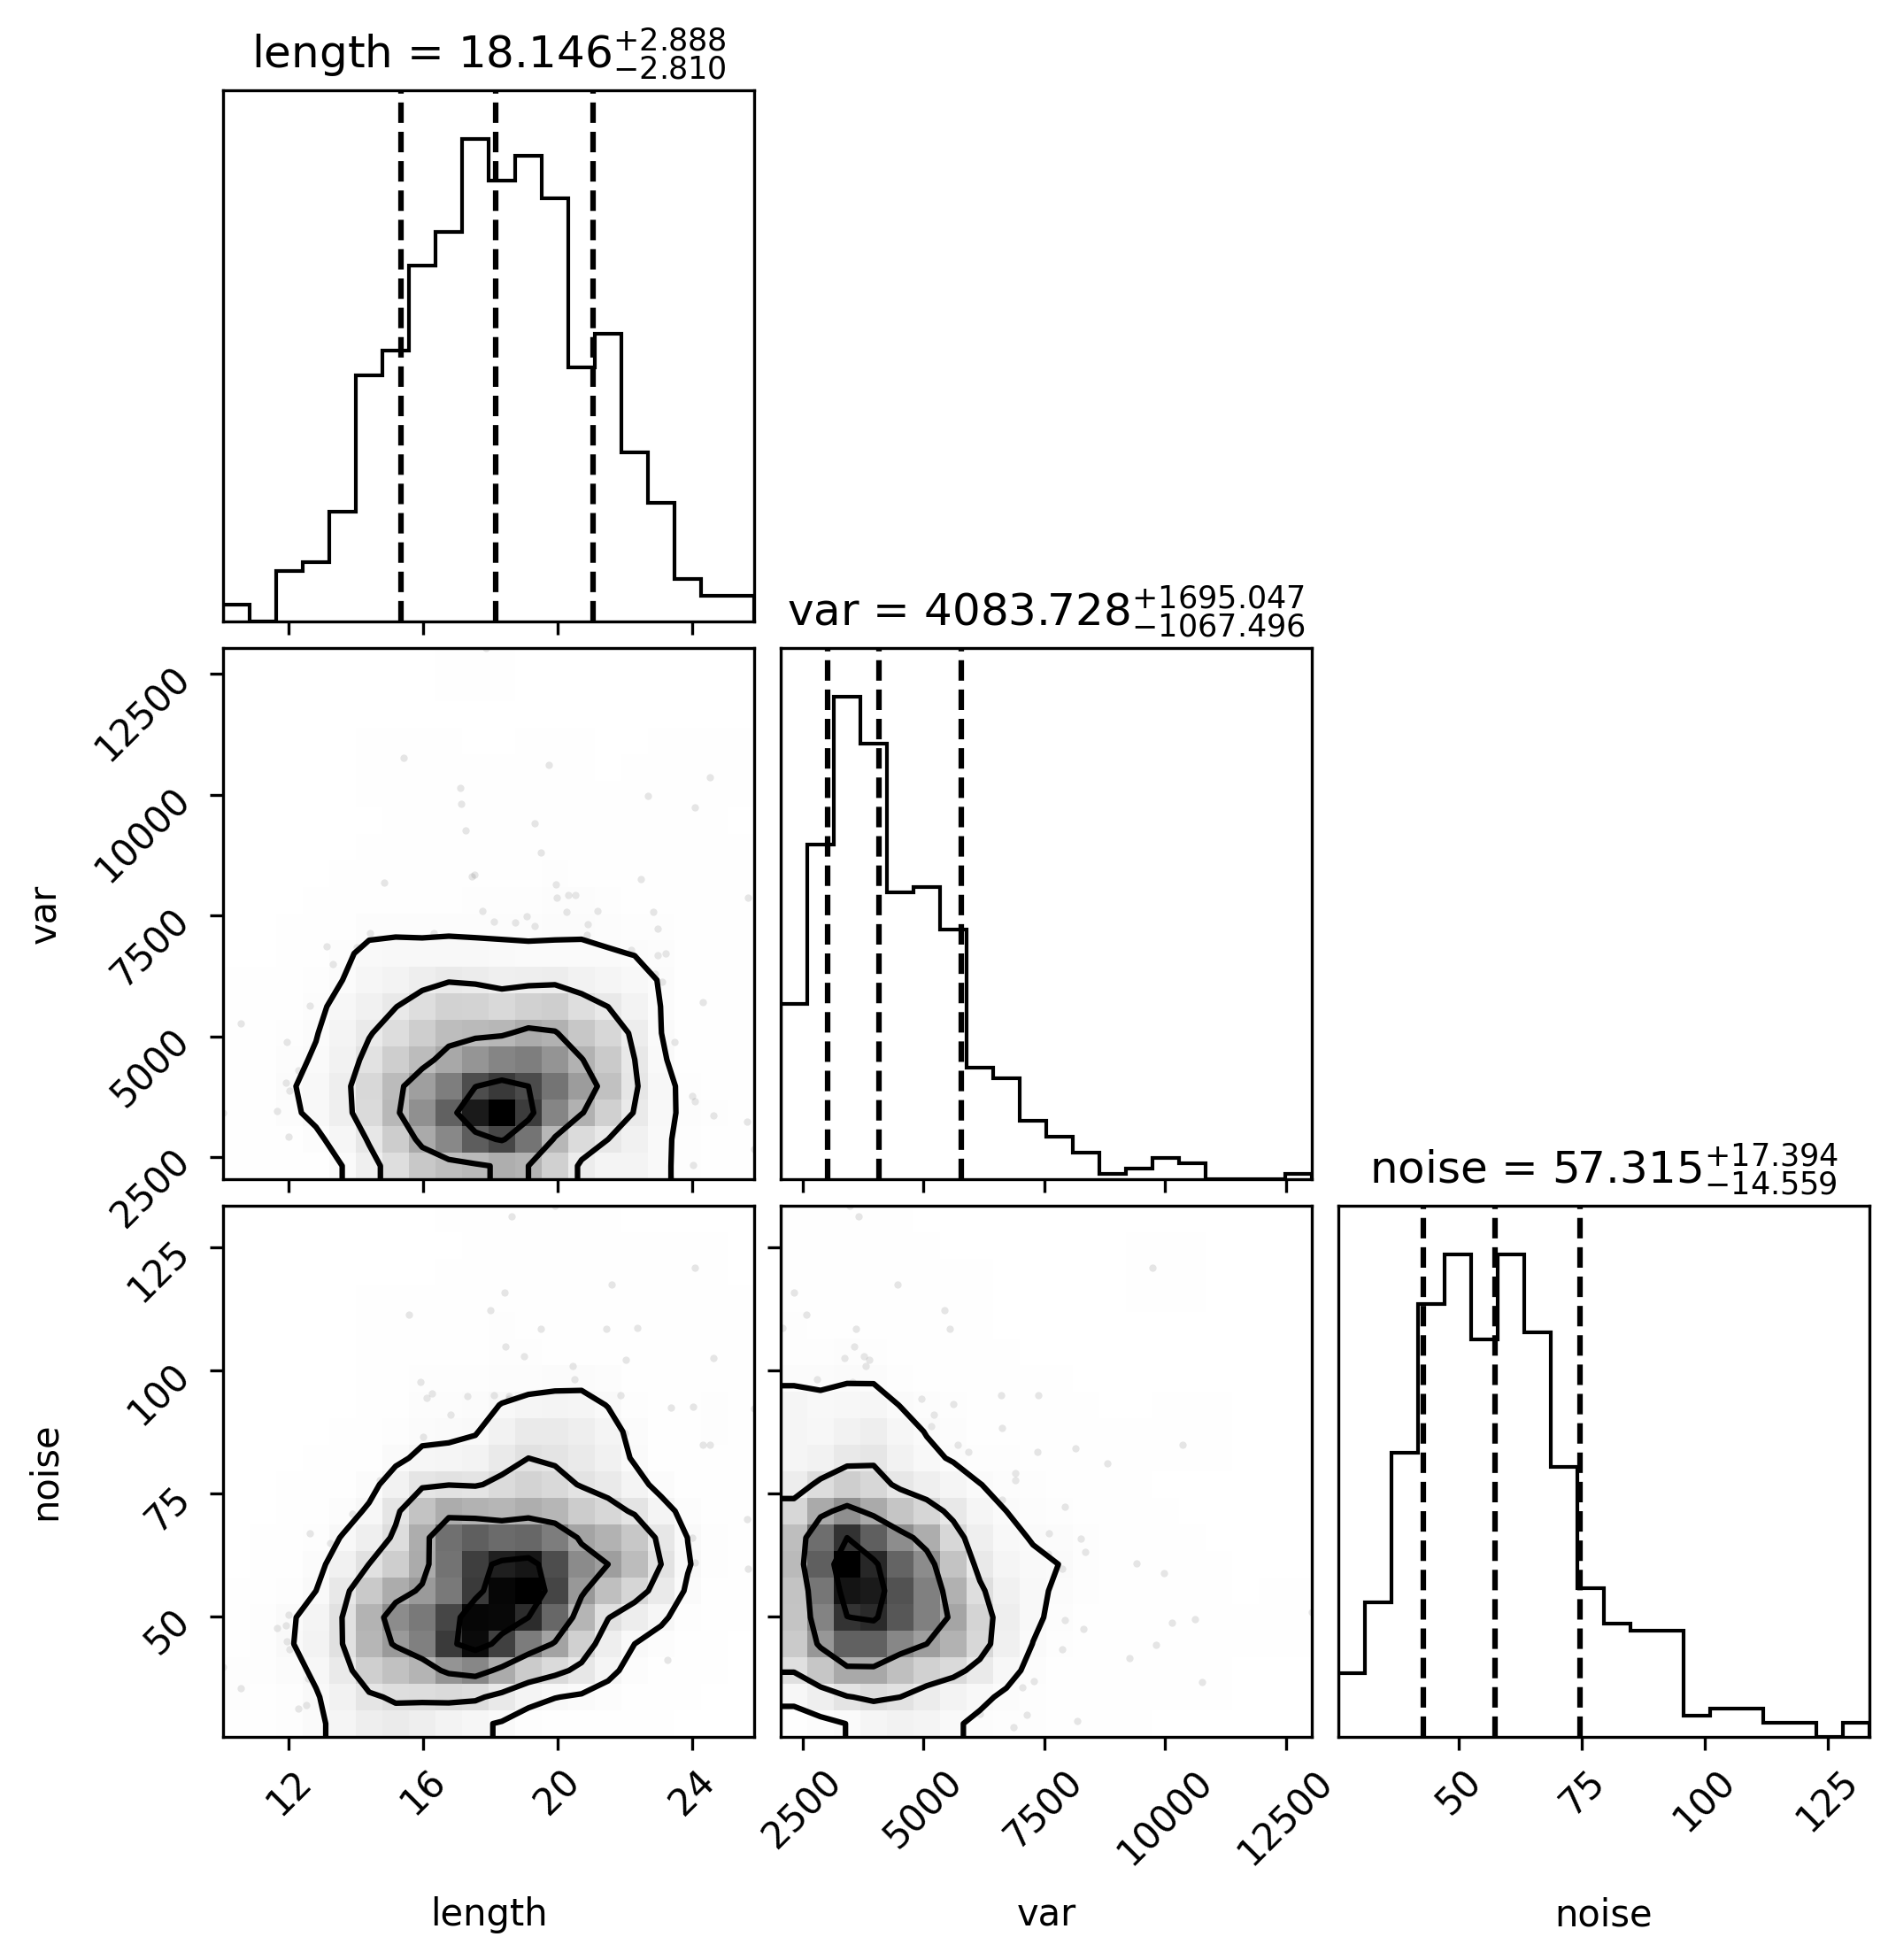 length = 18.146 +2.888 −2.810
var = 4083.728 +1695.047 −1067.496
12500
10000
7500
5000
2500
var
noise = 57.315 +17.394 −14.559
125
100
75
50
noise
12 16 20 24 2500 5000 7500 10000 12500 50 75 100 125
length var noise